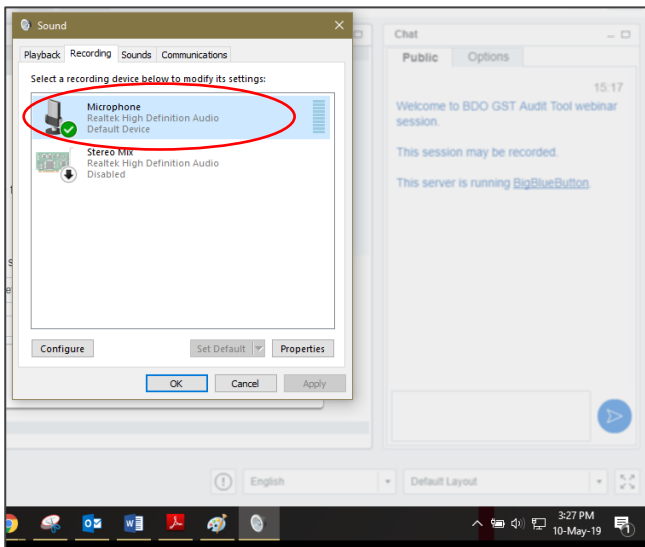 Sound
Playback Recording Sounds Communications
Select a recording device below to modify its settings:
Microphone
Realtek High Definition Audio
Default Device
Stereo Mix
Realtek High Definition Audio
Disabled
Configure Set Default Properties
OK Cancel Apply
Chat
Public Options
15:17
Welcome to BDO GST Audit Tool webinar
session.
This session may be recorded.
This server is running BigBlueButton.
English Default Layout
3:27 PM
10-May-19
1